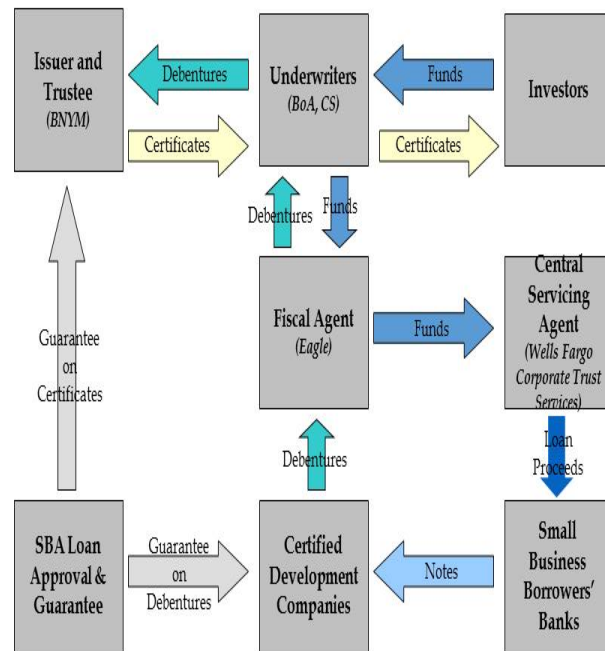 Issuer and
Trustee
(BNYM)
Debentures
Certificates
Underwriters
(BoA, CS)
Funds
Certificates
Investors
Debentures
Funds
Guarantee
on
Certificates
Fiscal Agent
(Eagle)
Funds
Central
Servicing
Agent
(Wells Fargo
Corporate Trust
Services)
Debentures
Loan
Proceeds
SBA Loan
Approval &
Guarantee
Guarantee
on
Debentures
Certified
Development
Companies
Notes
Small
Business
Borrowers'
Banks